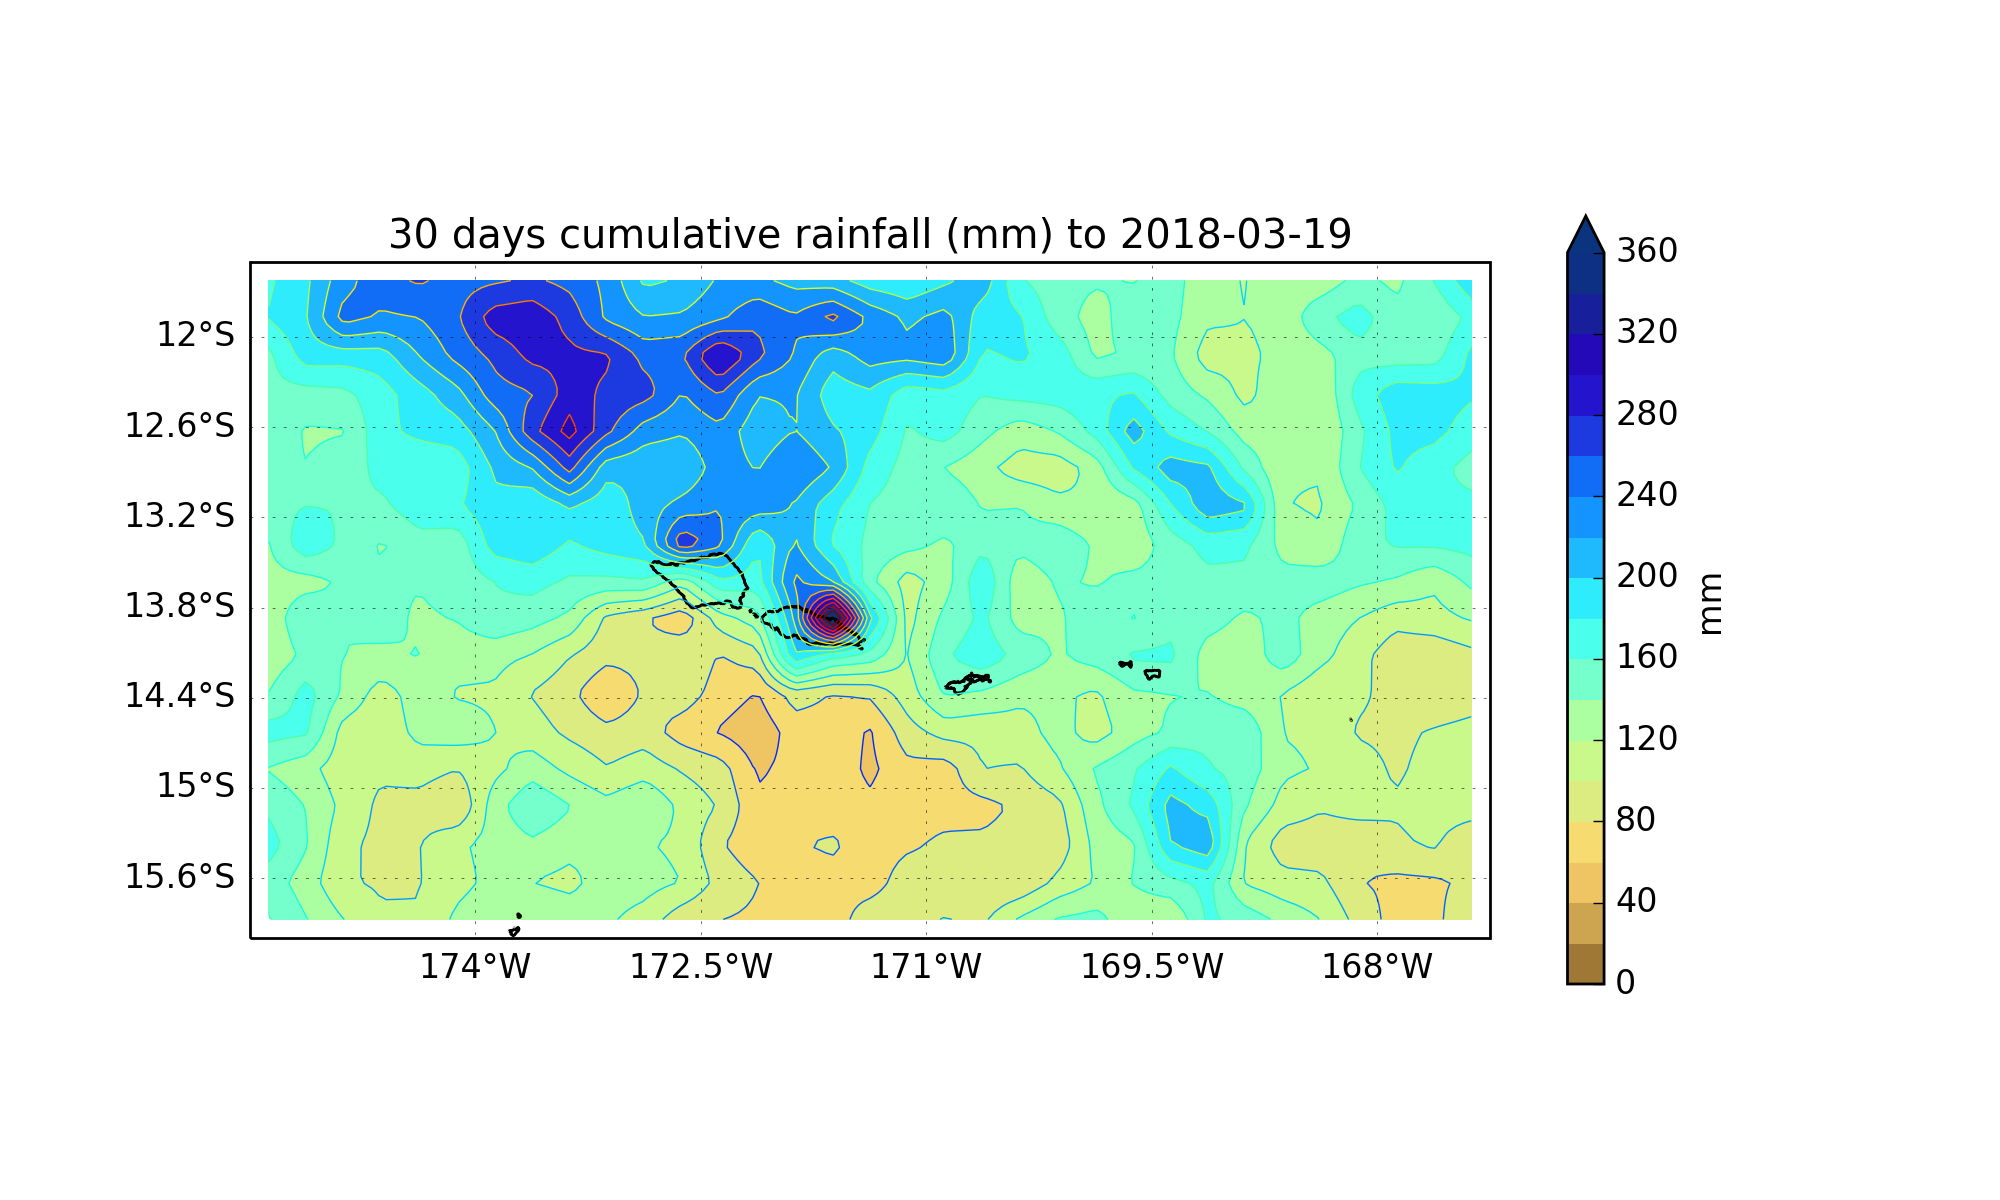 30 days cumulative rainfall (mm) to 2018-03-19
12°S
12.6°S
13.2°S
13.8°S
14.4°S
15°S
15.6°S
174°W
172.5°W
171°W
169.5°W
168°W
360
320
280
240
200
160
120
80
40
0
mm